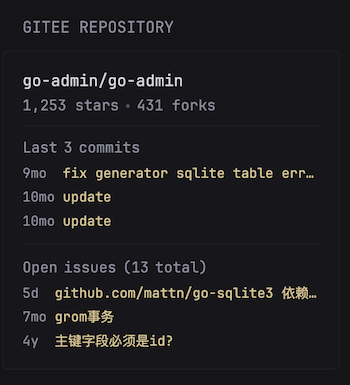 GITEE REPOSITORY
go-admin/go-admin
1,253 stars • 431 forks
Last 3 commits
9mo fix generator sqlite table err…
10mo update
10mo update
Open issues (13 total)
5d github.com/mattn/go-sqlite3 依赖…
7mo grom事务
4y 主键字段必须是id?